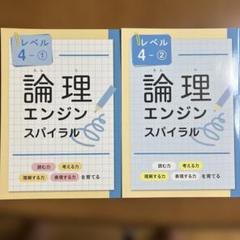 レベル
4-①
論理
エンジン
スパイラル
読む力
考える力
理解する力
表現する力
を育てる
レベル
4-②
論理
エンジン
スパイラル
読む力
考える力
理解する力
表現する力
を育てる